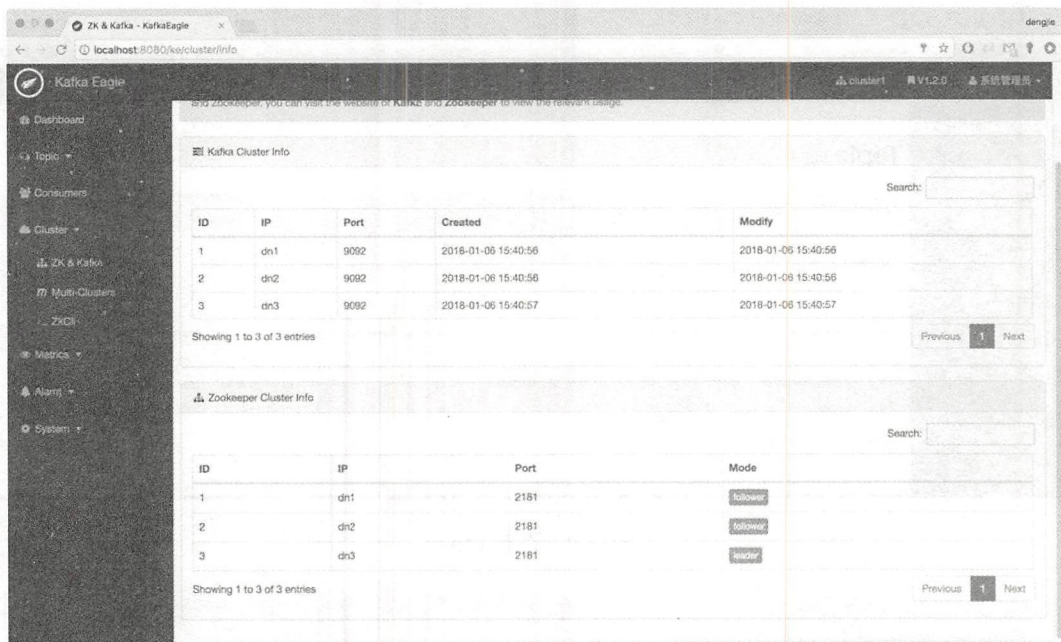 ZK & Kafka - KafkaEagle
dengjie
localhost:8080/ke/cluster/info
Kafka Eagle
cluster1
V1.2.0
系统管理员
and Zookeeper, you can visit the website of Kafka and Zookeeper to view the relevant usage.
Dashboard
Topic
Consumers
Cluster
ZK & Kafka
Multi-Clusters
ZKCli
Metrics
Alarm
System
Kafka Cluster Info
Search:
ID IP Port Created Modify
1 dn1 9092 2018-01-06 15:40:56 2018-01-06 15:40:56
2 dn2 9092 2018-01-06 15:40:56 2018-01-06 15:40:56
3 dn3 9092 2018-01-06 15:40:57 2018-01-06 15:40:57
Showing 1 to 3 of 3 entries
Previous 1 Next
Zookeeper Cluster Info
Search:
ID IP Port Mode
1 dn1 2181 follower
2 dn2 2181 follower
3 dn3 2181 leader
Showing 1 to 3 of 3 entries
Previous 1 Next